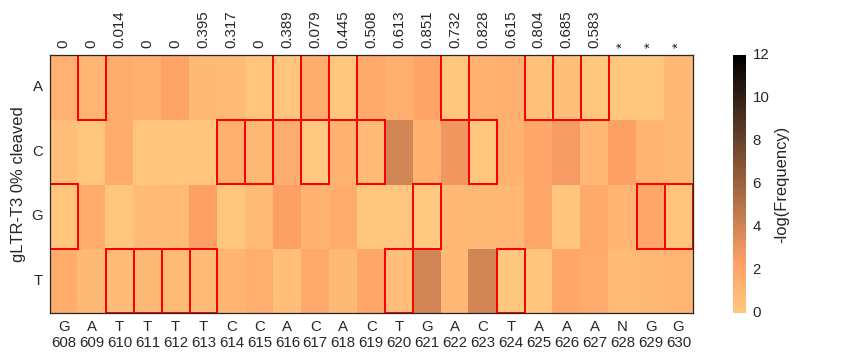 0 0 0.014 0 0 0.395 0.317 0 0.389 0.079 0.445 0.508 0.613 0.851 0.732 0.828 0.615 0.804 0.685 0.583 * * *
gLTR-T3 0% cleaved
A
C
G
T
G A T T T T C C A C A C T G A C T A A A N G G
608 609 610 611 612 613 614 615 616 617 618 619 620 621 622 623 624 625 626 627 628 629 630
12
10
8
6
4
2
0
-log(Frequency)